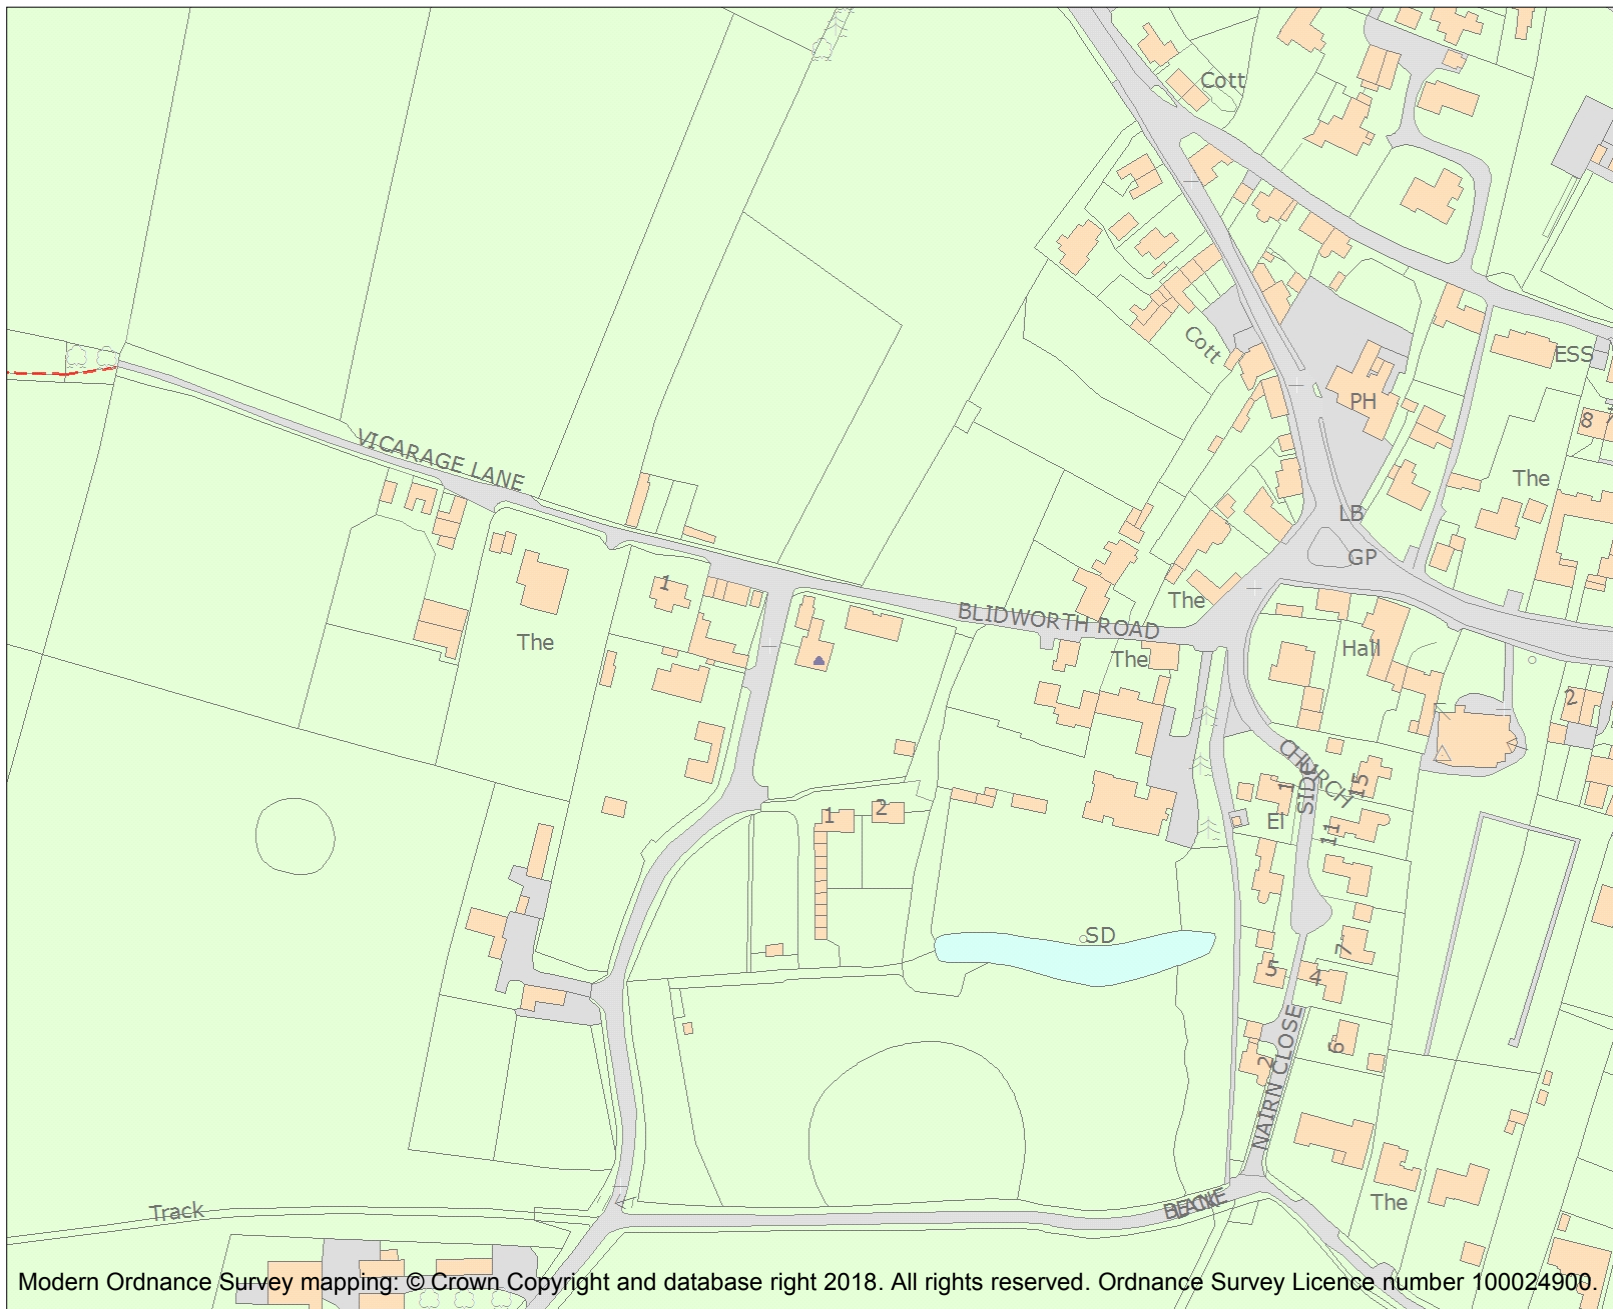 Cott
Cott
ESS
PH
8
VICARAGE LANE
The
LB
GP
1
The
BLIDWORTH ROAD
The
Hall
The
2
CHURCH
SIDE
15
1
1
2
El
11
SD
7
5
4
6
2
NAIRN CLOSE
Track
The
Modern Ordnance Survey mapping: © Crown Copyright and database right 2018. All rights reserved. Ordnance Survey Licence number 100024900.